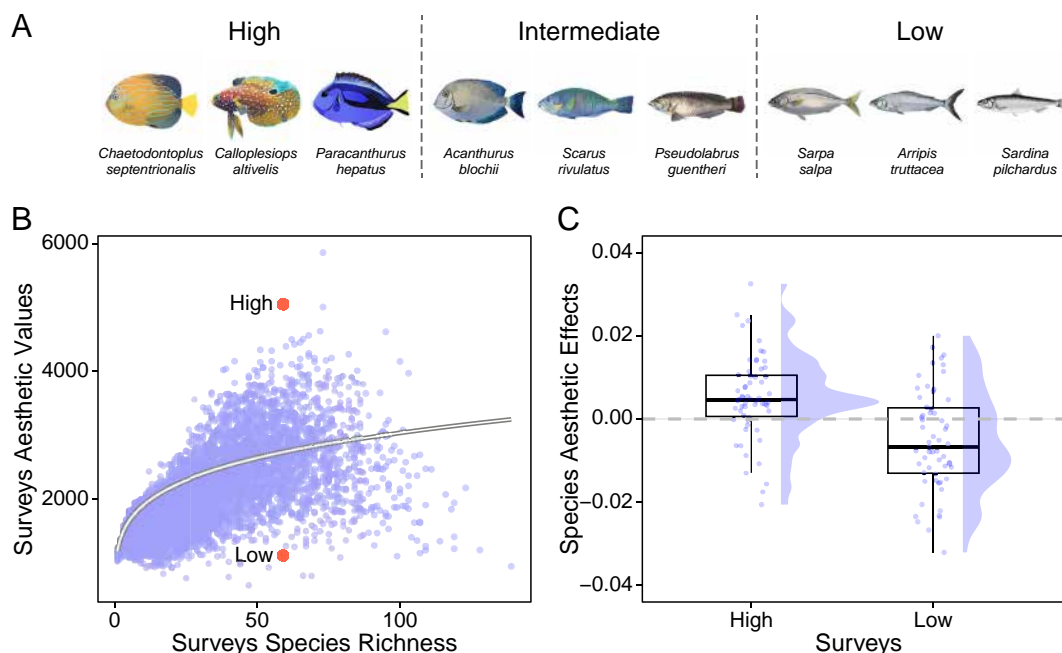 A
High
Intermediate
Low
Chaetodontoplus
septentrionalis
Calloplesiops
altivelis
Paracanthurus
hepatus
Acanthurus
blochii
Scarus
rivulatus
Pseudolabrus
guentheri
Sarpa
salpa
Arripis
truttacea
Sardina
pilchardus
B
Surveys Aesthetic Values
6000
4000
2000
High
Low
0
50
100
Surveys Species Richness
C
Species Aesthetic Effects
0.04
0.02
0.00
−0.02
−0.04
High
Low
Surveys